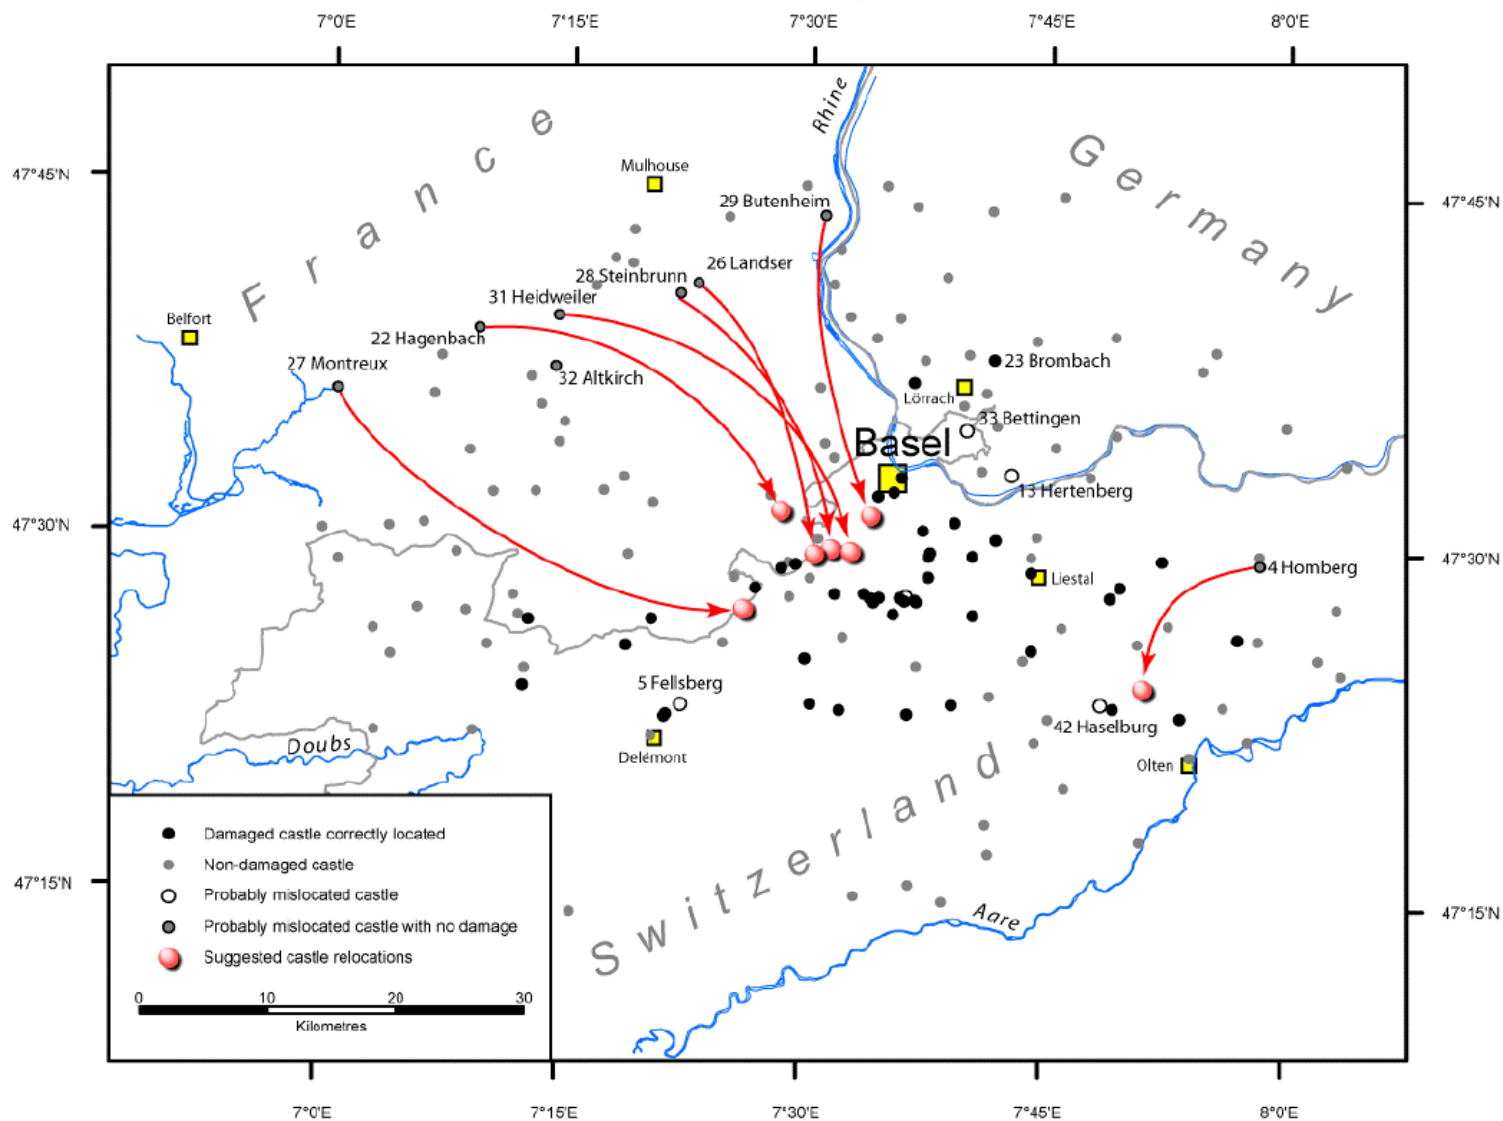 7°0'E 7°15'E 7°30'E 7°45'E 8°0'E
Rhine
France
Germany
Mulhouse
47°45'N
29 Butenheim
47°45'N
26 Landser
28 Steinbrunn
31 Heidweiler
Belfort
22 Hagenbach
27 Montreux
23 Brombach
32 Altkirch
Lörrach
33 Bettingen
Basel
13 Hertenberg
47°30'N
47°30'N
4 Homberg
Liestal
5 Fellsberg
42 Haselburg
Doubs
Delémont
Olten
Switzerland
Damaged castle correctly located
Non-damaged castle
47°15'N
Probably mislocated castle
47°15'N
Aare
Probably mislocated castle with no damage
Suggested castle relocations
0 10 20 30
Kilometres
7°0'E 7°15'E 7°30'E 7°45'E 8°0'E